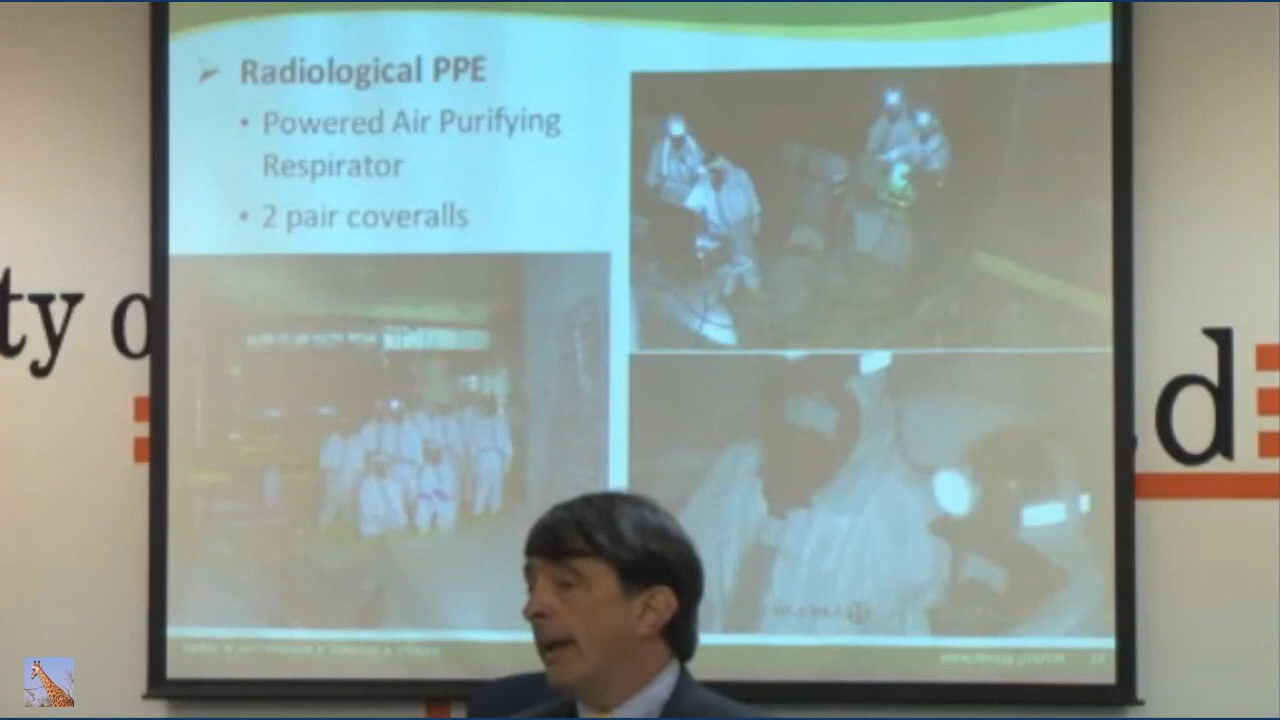 Radiological PPE
• Powered Air Purifying
Respirator
• 2 pair coveralls
ty o
d